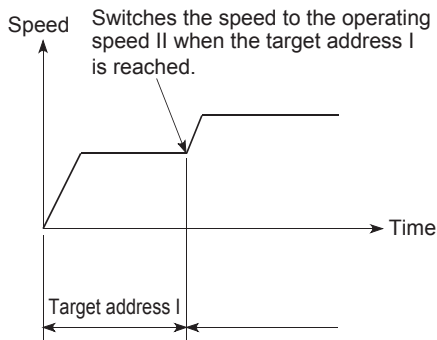 Switches the speed to the operating
Speed
speed II when the target address I
is reached.
Time
Target address I